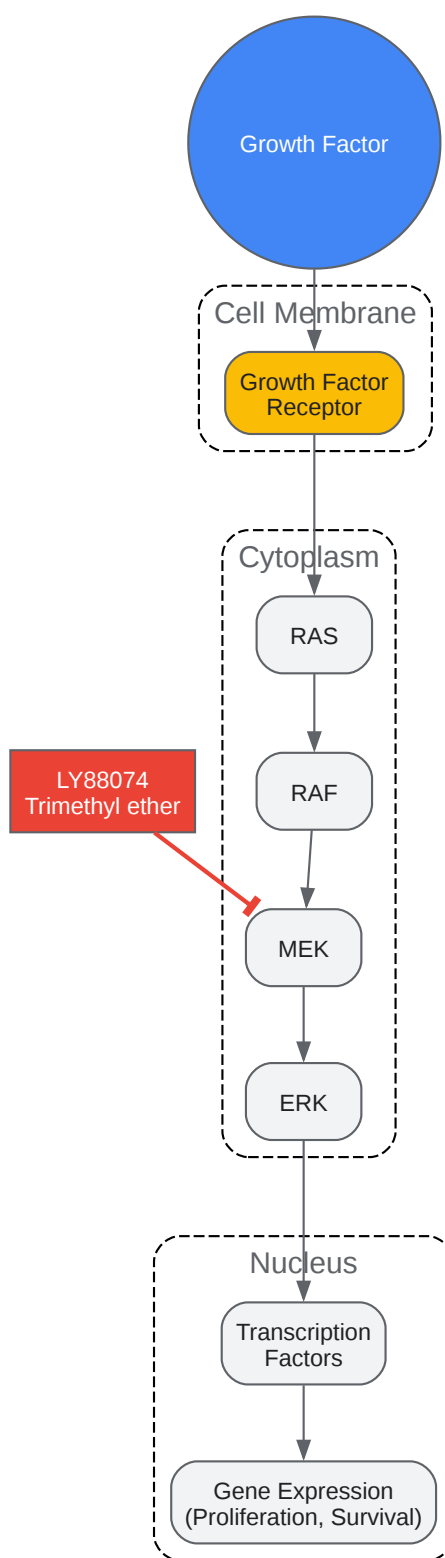 Growth Factor
Cell Membrane
Growth Factor
Receptor
Cytoplasm
RAS
RAF
LY88074
Trimethyl ether
MEK
ERK
Nucleus
Transcription
Factors
Gene Expression
(Proliferation, Survival)